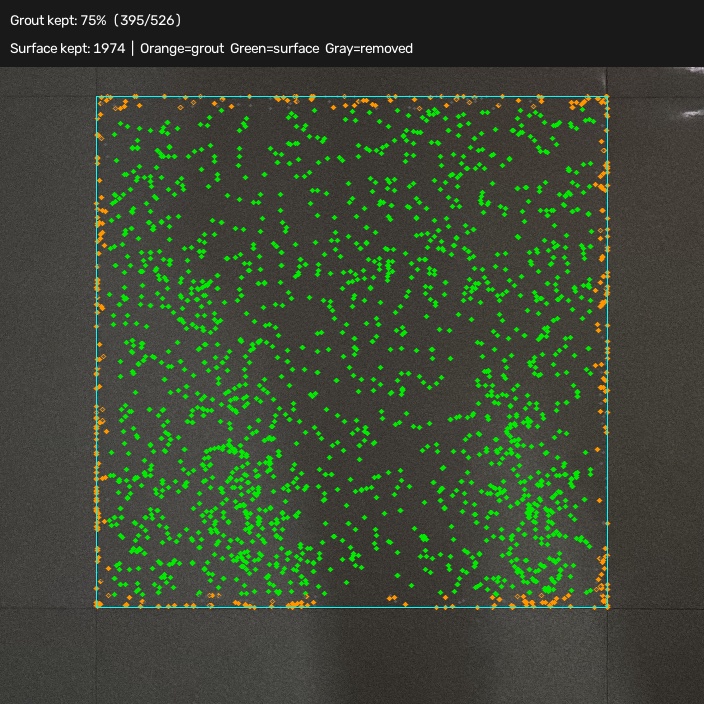 Grout kept: 75% (395/526)
Surface kept: 1974 | Orange=grout Green=surface Gray=removed